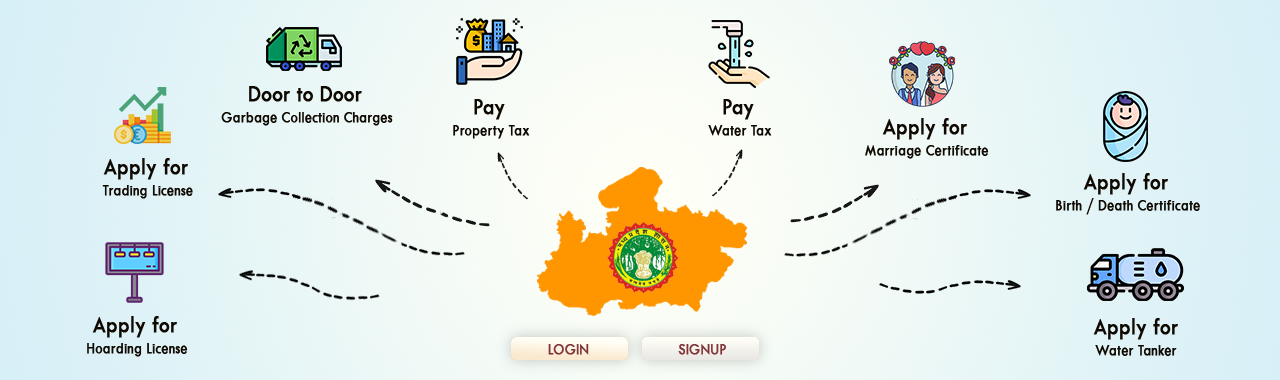 Door to Door
Garbage Collection Charges
Pay
Property Tax
Pay
Water Tax
Apply for
Marriage Certificate
Apply for
Trading License
Apply for
Birth / Death Certificate
Apply for
Hoarding License
Apply for
Water Tanker
LOGIN
SIGNUP